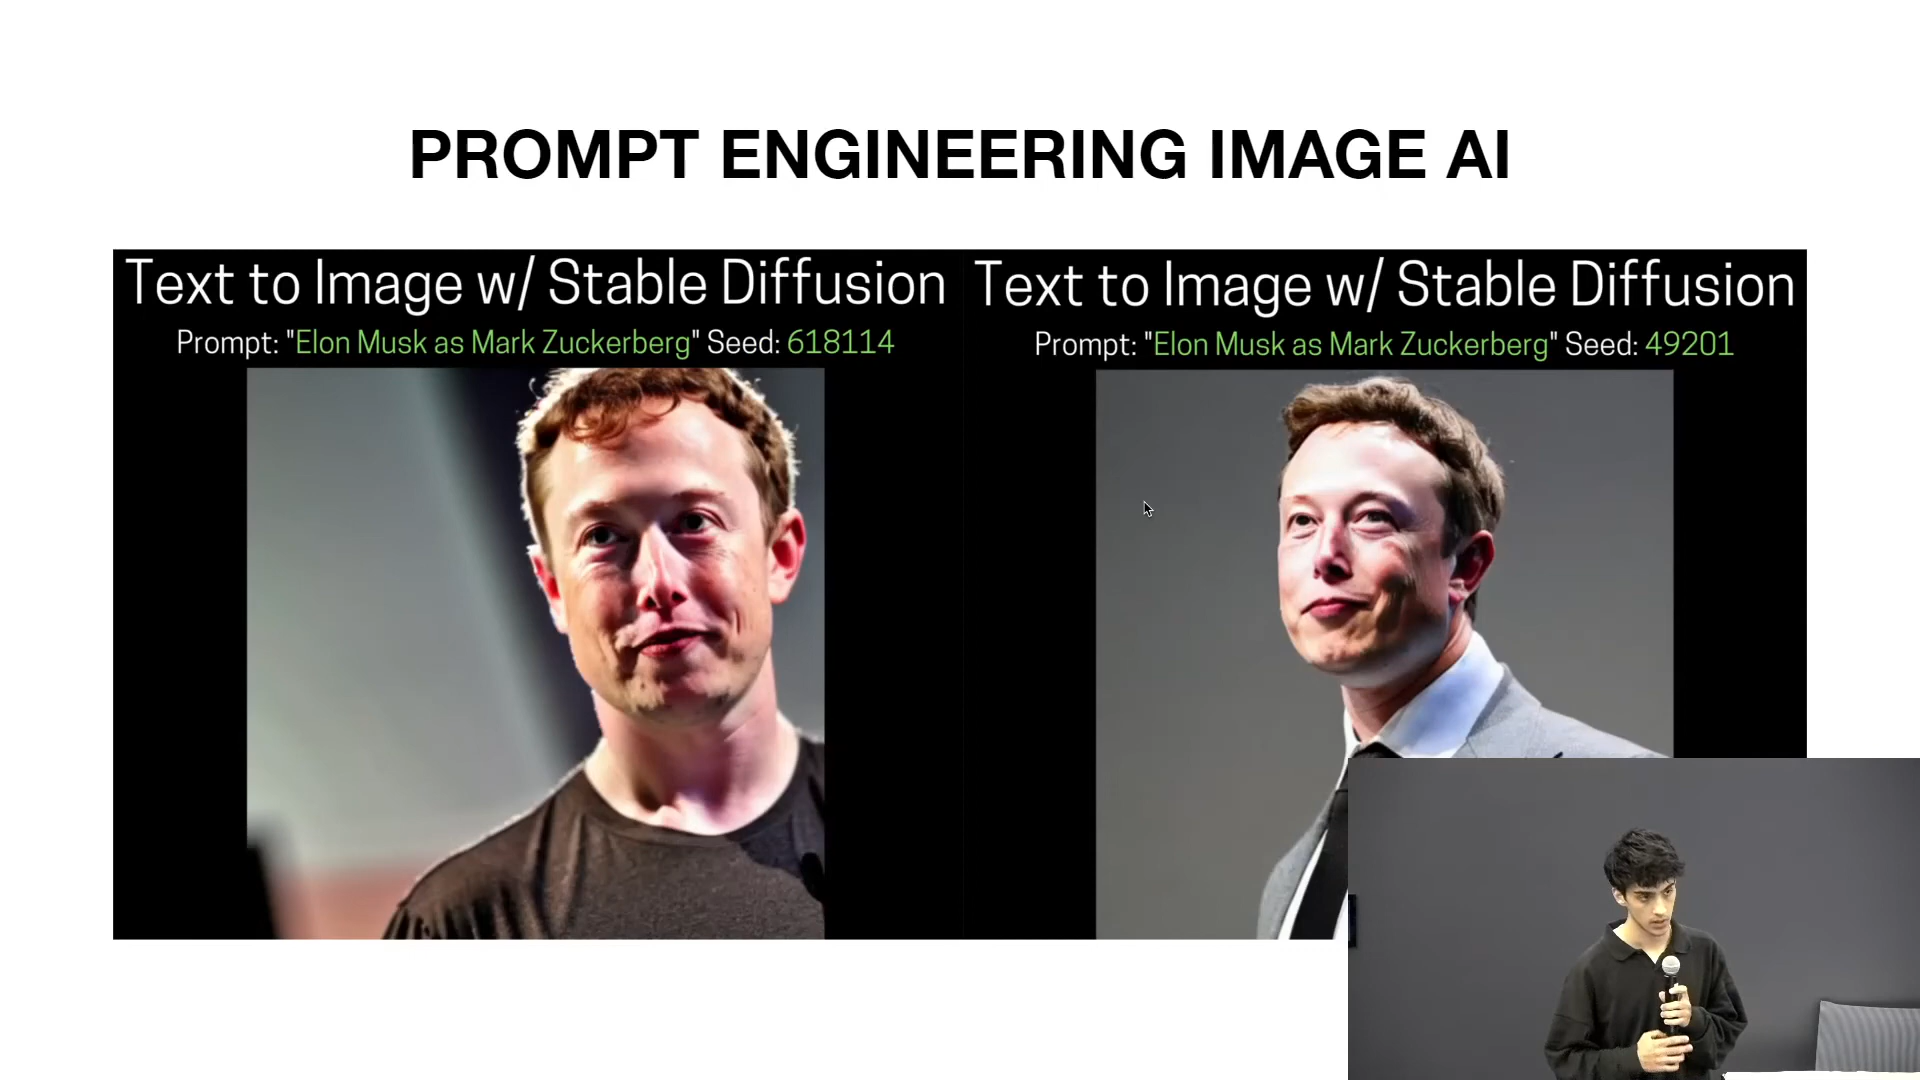 PROMPT ENGINEERING IMAGE AI
Text to Image w/ Stable Diffusion
Prompt: "Elon Musk as Mark Zuckerberg" Seed: 618114
Text to Image w/ Stable Diffusion
Prompt: "Elon Musk as Mark Zuckerberg" Seed: 49201